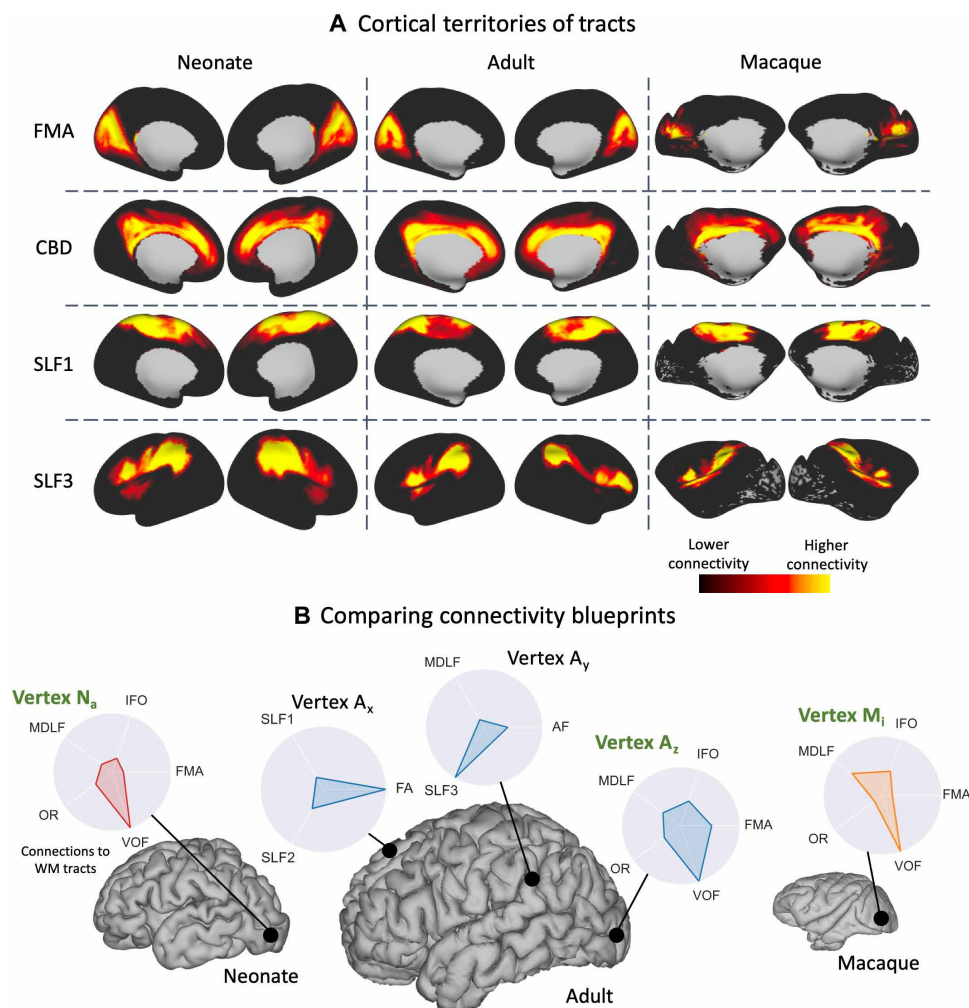 A Cortical territories of tracts
Neonate
Adult
Macaque
FMA
CBD
SLF1
SLF3
Lower connectivity
Higher connectivity
B Comparing connectivity blueprints
Vertex Na
IFO
MDLF
FMA
OR
VOF
Connections to
WM tracts
Neonate
Vertex Ax
SLF1
FA
SLF2
Vertex Ay
MDLF
AF
SLF3
Vertex Az
IFO
MDLF
FMA
OR
VOF
Adult
Vertex Mi
IFO
MDLF
FMA
OR
VOF
Macaque